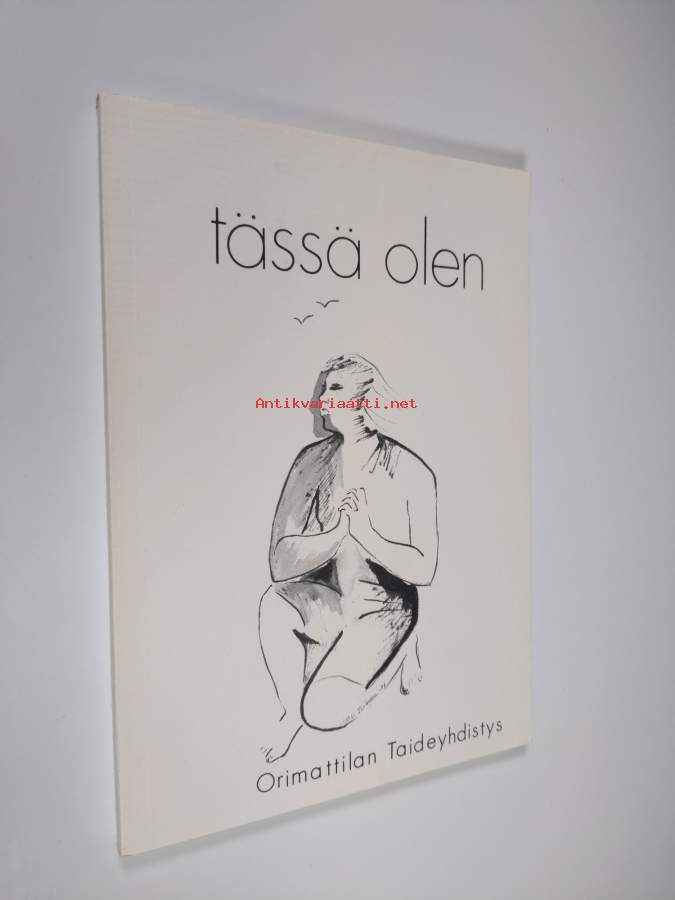 tässä olen
Antikvariaatti.net
Orimattilan Taideyhdistys